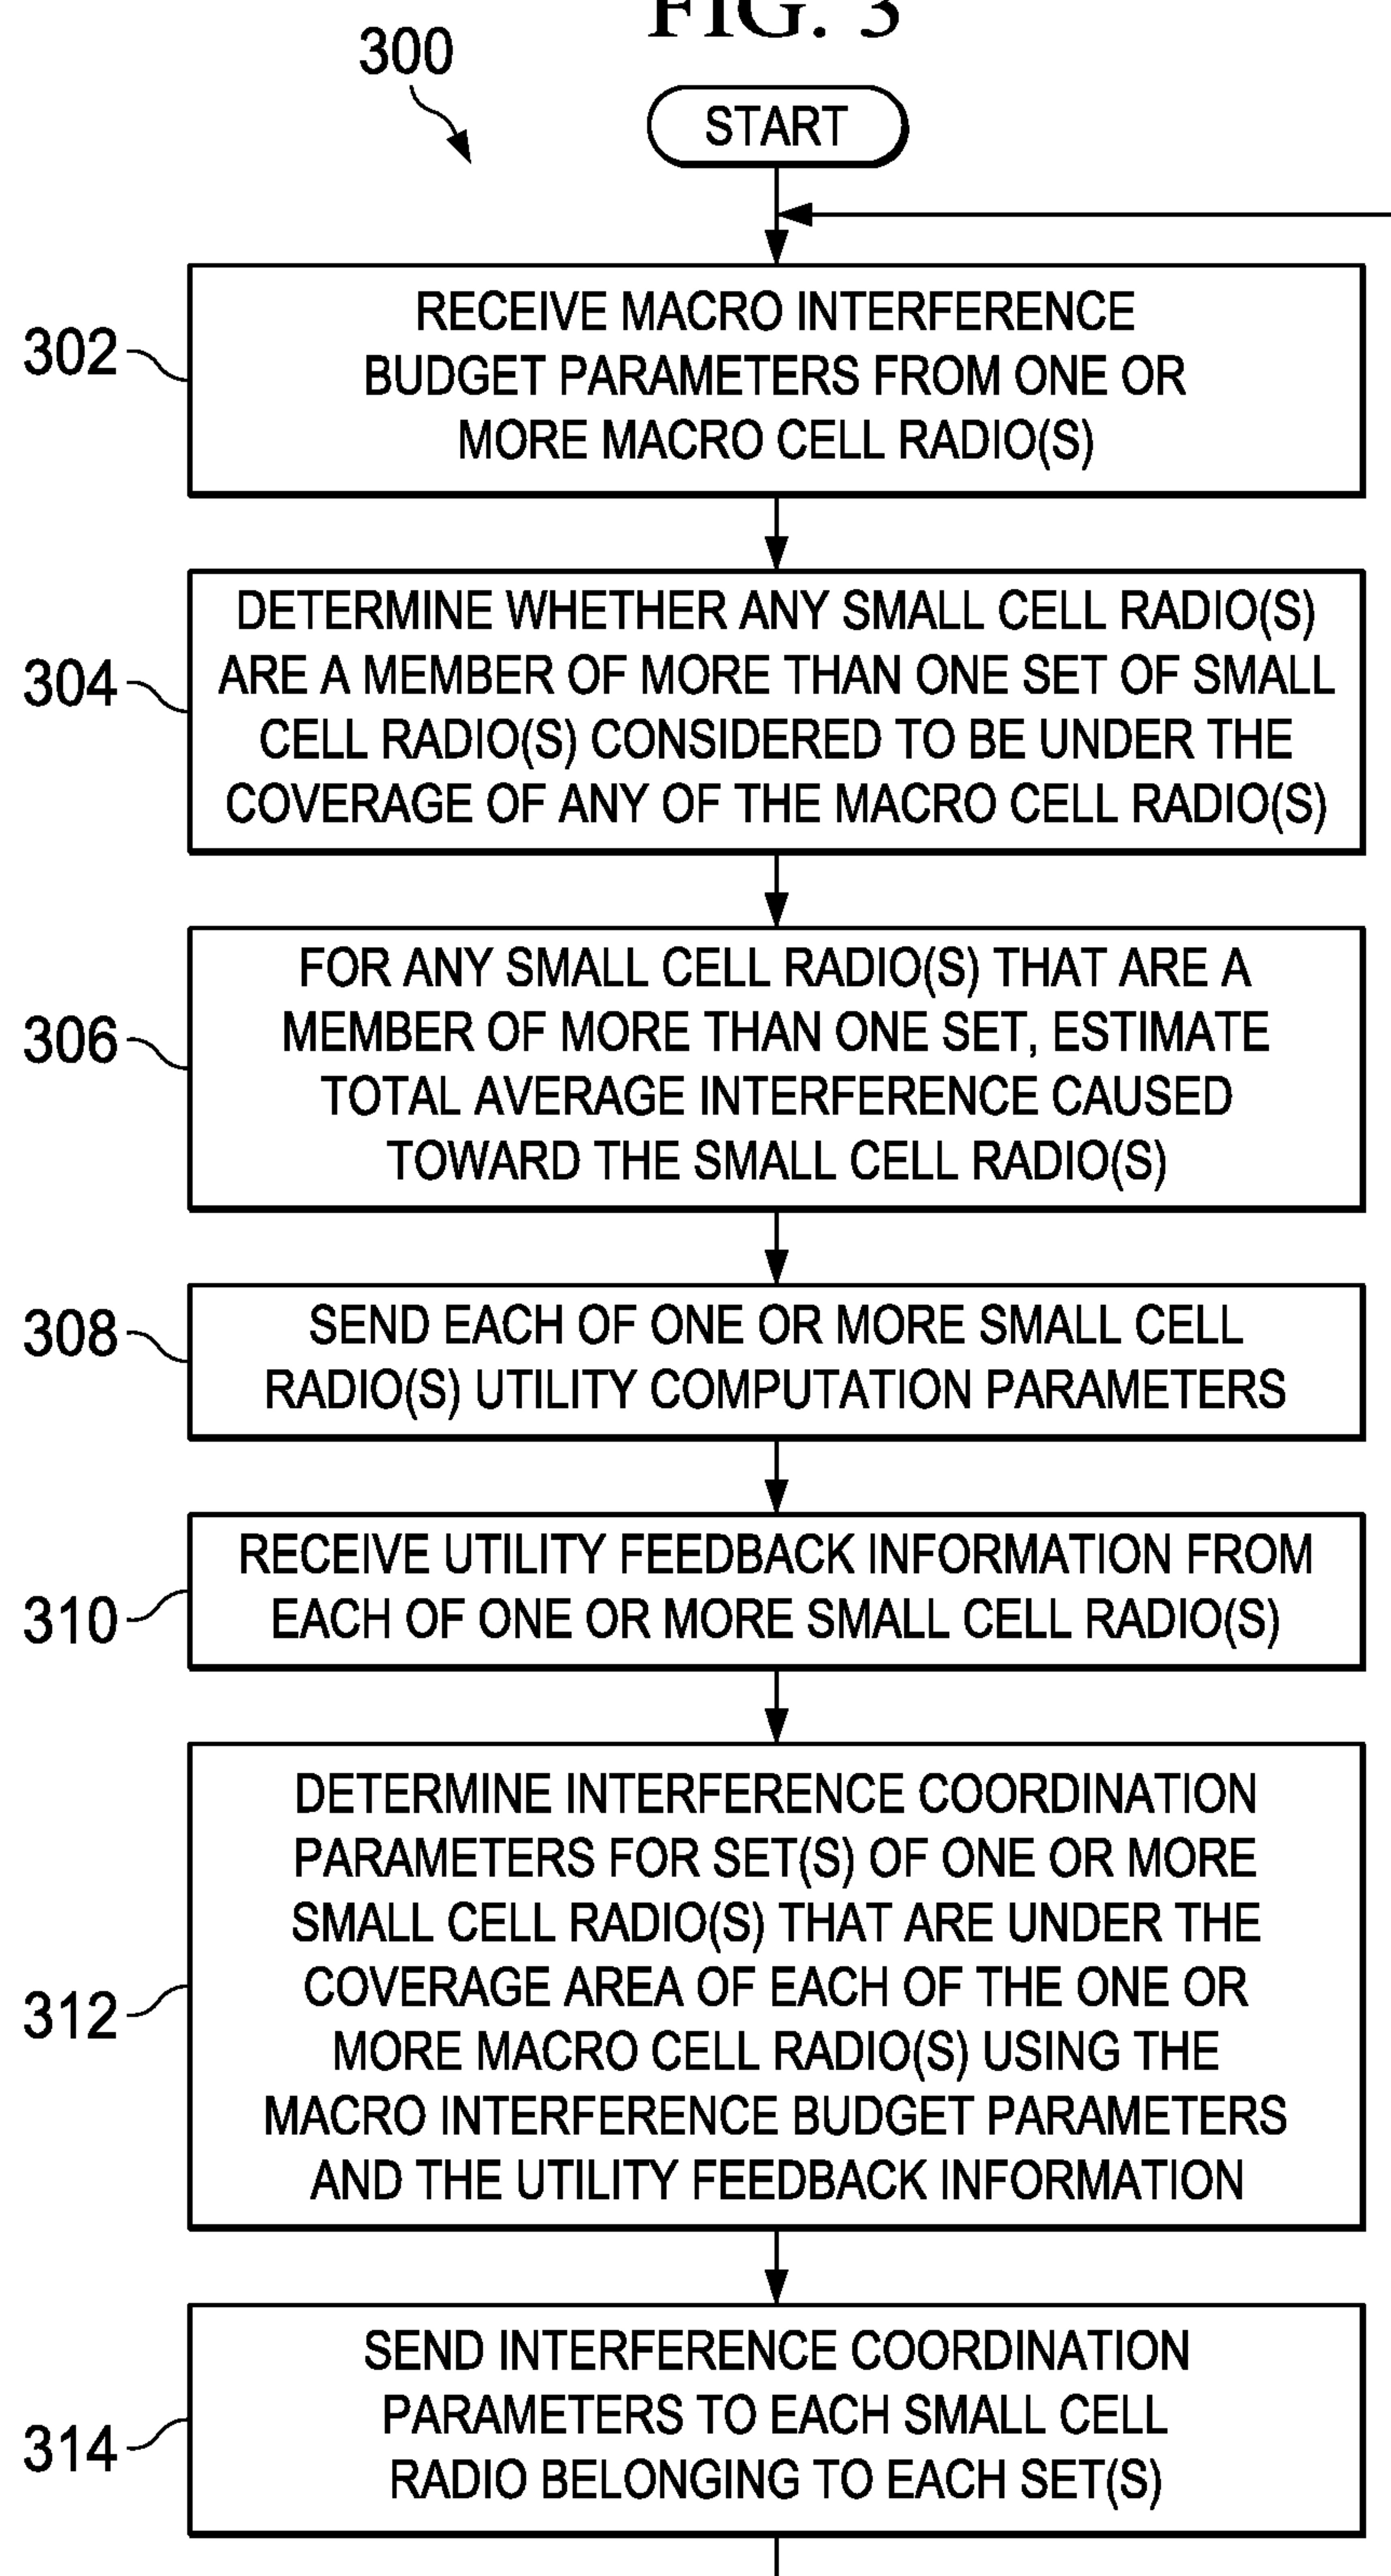 FIG. 3
300
START
302
RECEIVE MACRO INTERFERENCE
BUDGET PARAMETERS FROM ONE OR
MORE MACRO CELL RADIO(S)
304
DETERMINE WHETHER ANY SMALL CELL RADIO(S)
ARE A MEMBER OF MORE THAN ONE SET OF SMALL
CELL RADIO(S) CONSIDERED TO BE UNDER THE
COVERAGE OF ANY OF THE MACRO CELL RADIO(S)
306
FOR ANY SMALL CELL RADIO(S) THAT ARE A
MEMBER OF MORE THAN ONE SET, ESTIMATE
TOTAL AVERAGE INTERFERENCE CAUSED
TOWARD THE SMALL CELL RADIO(S)
308
SEND EACH OF ONE OR MORE SMALL CELL
RADIO(S) UTILITY COMPUTATION PARAMETERS
310
RECEIVE UTILITY FEEDBACK INFORMATION FROM
EACH OF ONE OR MORE SMALL CELL RADIO(S)
312
DETERMINE INTERFERENCE COORDINATION
PARAMETERS FOR SET(S) OF ONE OR MORE
SMALL CELL RADIO(S) THAT ARE UNDER THE
COVERAGE AREA OF EACH OF THE ONE OR
MORE MACRO CELL RADIO(S) USING THE
MACRO INTERFERENCE BUDGET PARAMETERS
AND THE UTILITY FEEDBACK INFORMATION
314
SEND INTERFERENCE COORDINATION
PARAMETERS TO EACH SMALL CELL
RADIO BELONGING TO EACH SET(S)